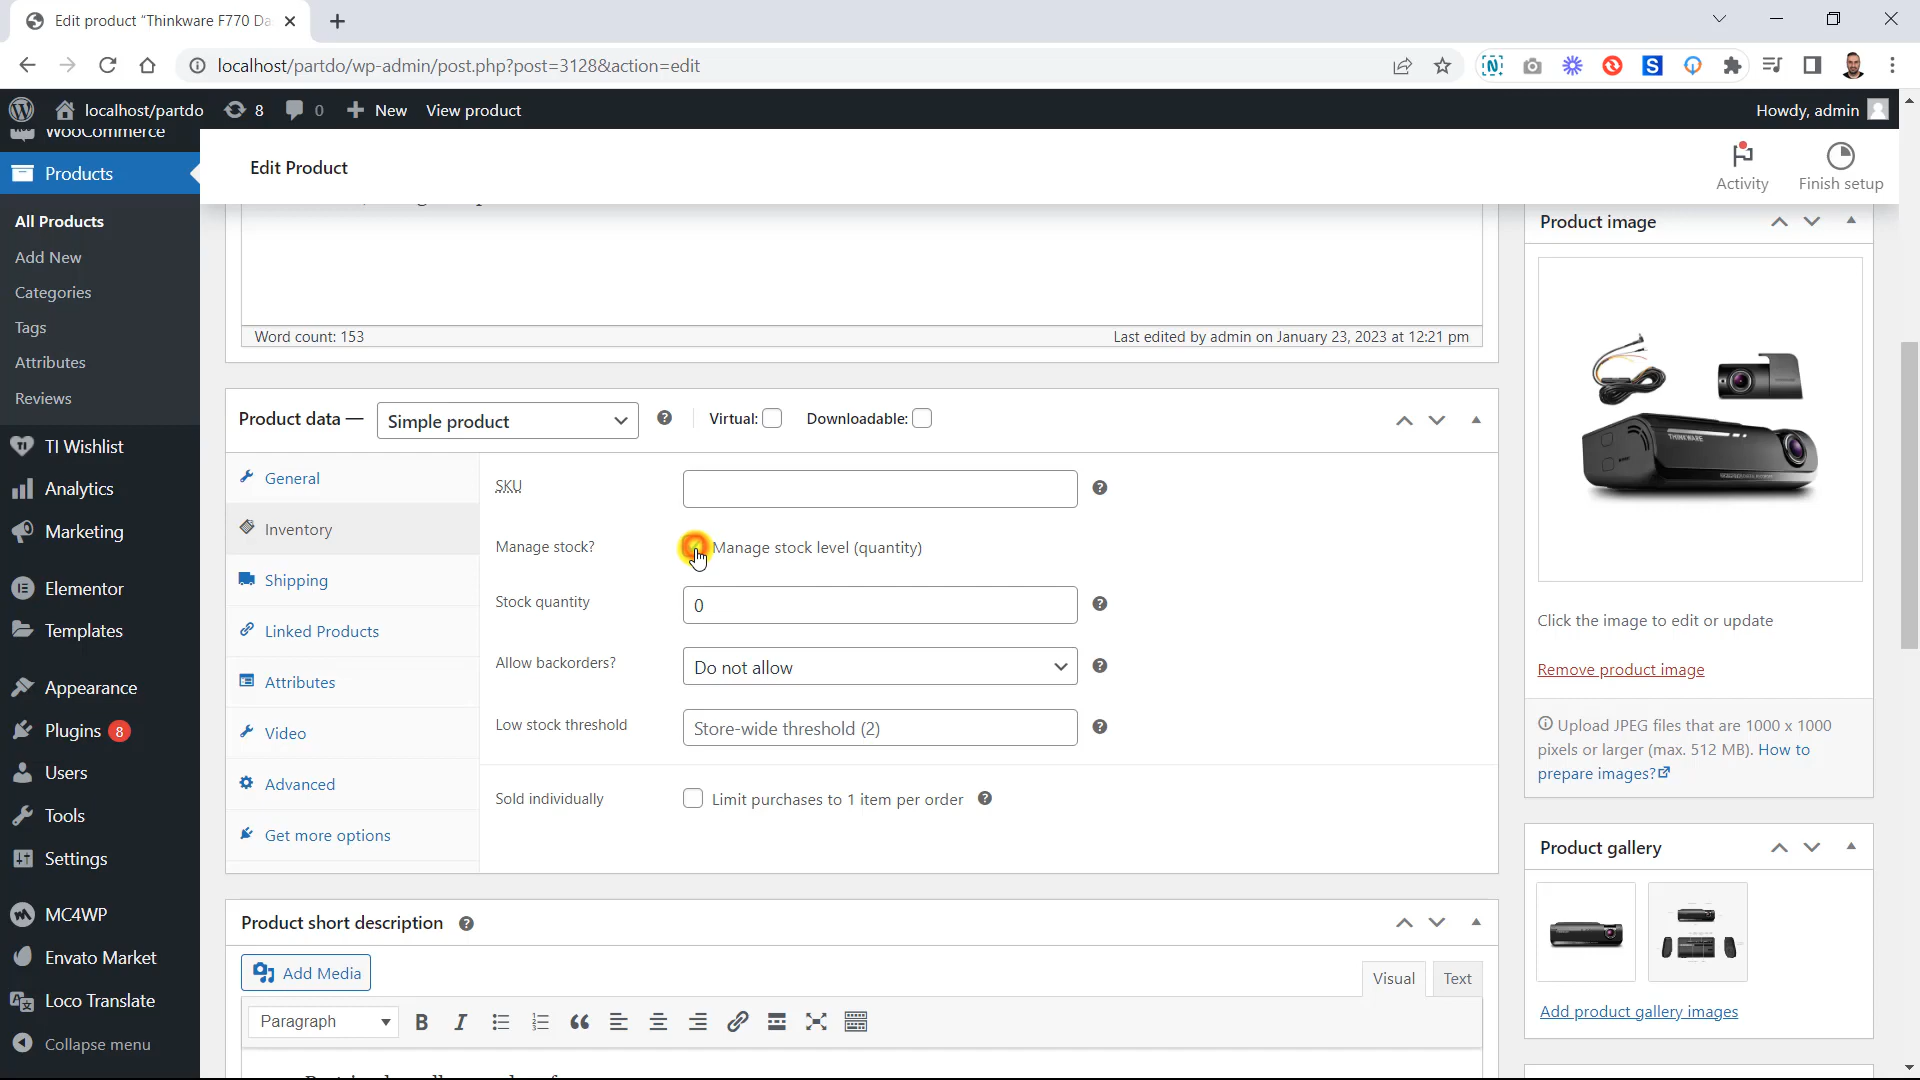 Edit product "Thinkware F770 Da
localhost/partdo/wp-admin/post.php?post=3128&action=edit
localhost/partdo
8
0
New
View product
Howdy, admin
WooCommerce
Products
All Products
Add New
Categories
Tags
Attributes
Reviews
TI Wishlist
Analytics
Marketing
Elementor
Templates
Appearance
Plugins 8
Users
Tools
Settings
MC4WP
Envato Market
Loco Translate
Collapse menu
Edit Product
Activity
Finish setup
Word count: 153
Last edited by admin on January 23, 2023 at 12:21 pm
Product data — Simple product
Virtual:
Downloadable:
General
Inventory
Shipping
Linked Products
Attributes
Video
Advanced
Get more options
SKU
Manage stock? Manage stock level (quantity)
Stock quantity 0
Allow backorders? Do not allow
Low stock threshold Store-wide threshold (2)
Sold individually Limit purchases to 1 item per order
Product short description
Add Media
Visual Text
Paragraph
Product image
THINKWARE
Click the image to edit or update
Remove product image
Upload JPEG files that are 1000 x 1000
pixels or larger (max. 512 MB). How to
prepare images?
Product gallery
Add product gallery images